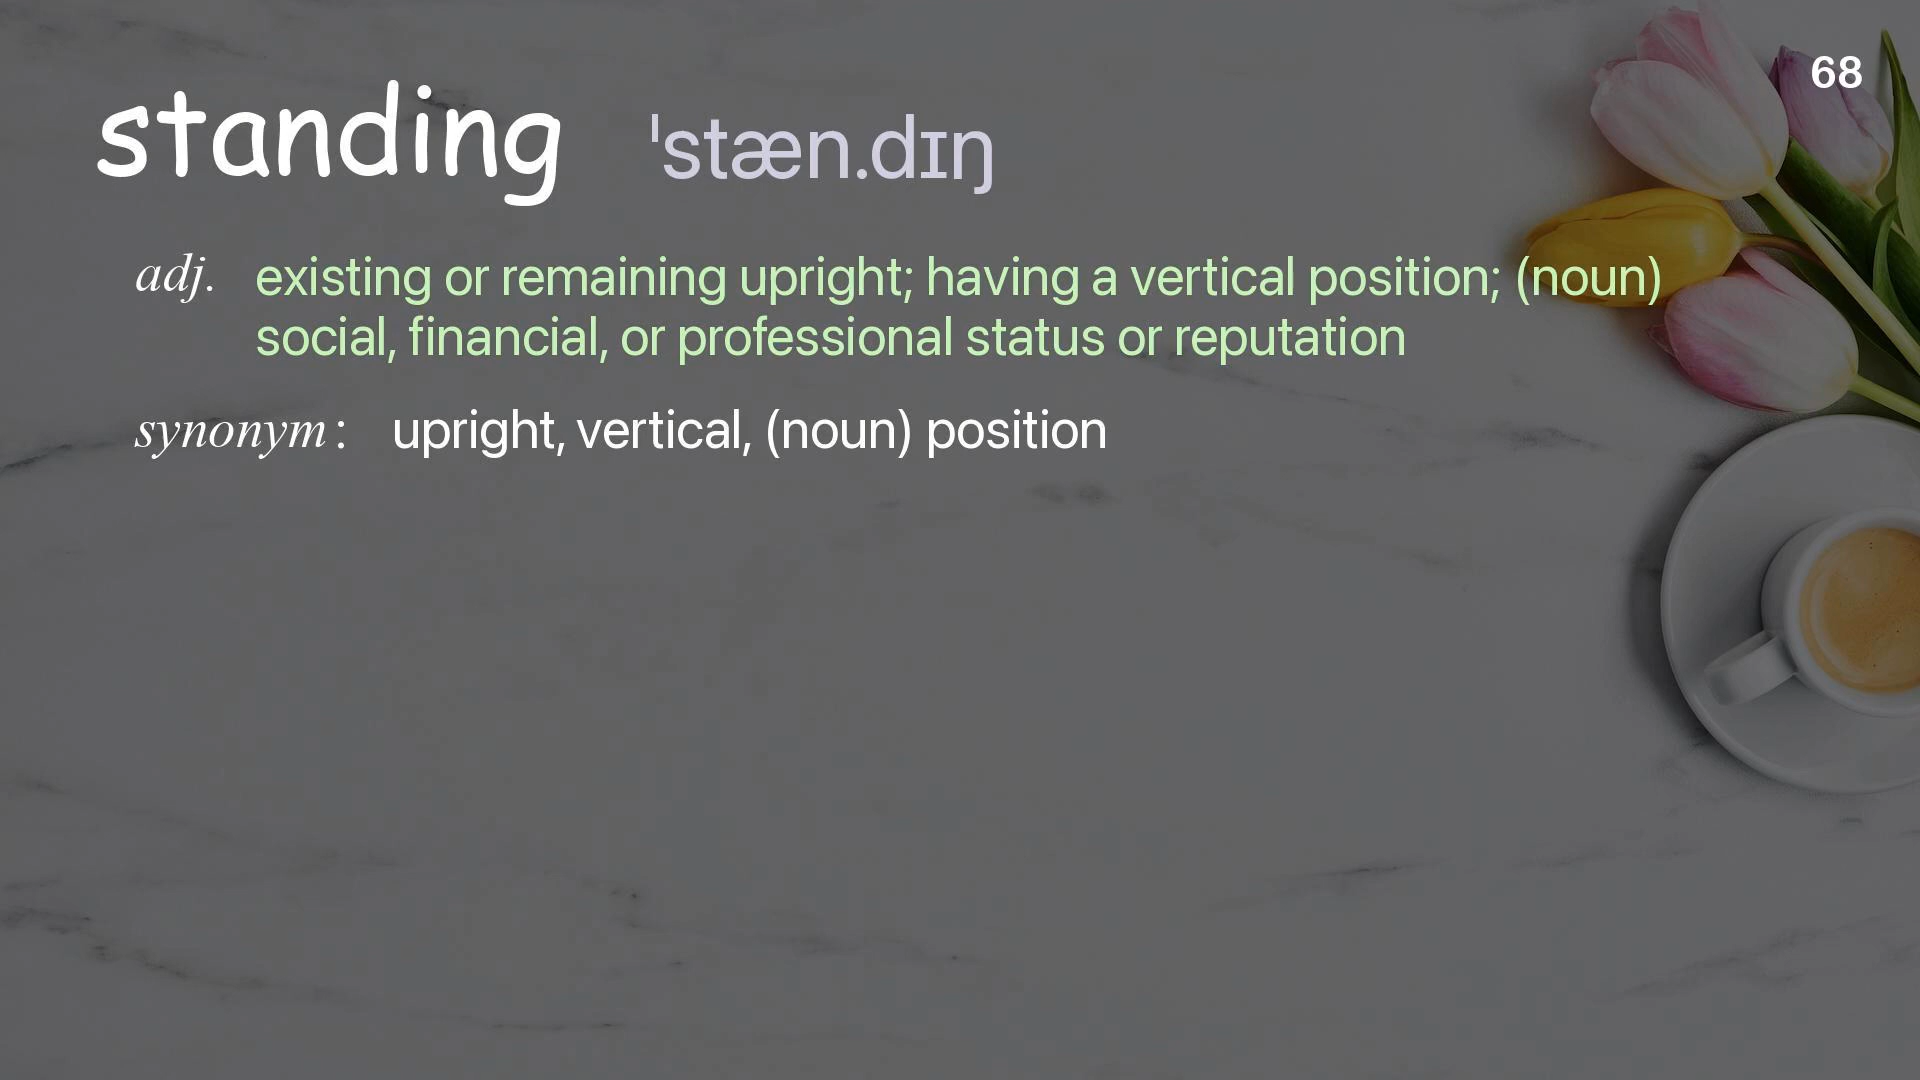 68
standing ˈstæn.dɪŋ
adj. existing or remaining upright; having a vertical position; (noun)
social, financial, or professional status or reputation
synonym: upright, vertical, (noun) position